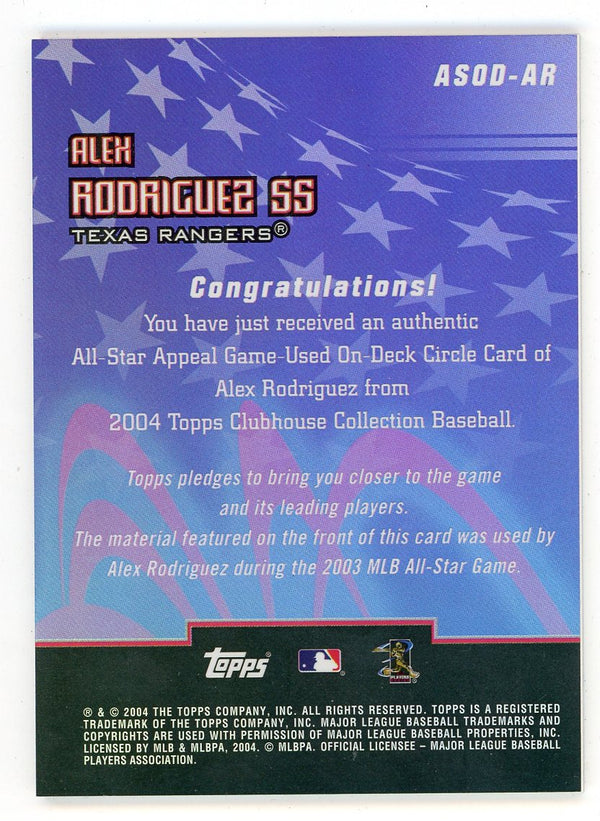 ASOD-AR
ALEX
RODRIGUEZ SS
TEXAS RANGERS®
Congratulations!
You have just received an authentic
All-Star Appeal Game-Used On-Deck Circle Card of
Alex Rodriguez from
2004 Topps Clubhouse Collection Baseball.
Topps pledges to bring you closer to the game
and its leading players.
The material featured on the front of this card was used by
Alex Rodriguez during the 2003 MLB All-Star Game.
Topps®
PLAYERS
® & © 2004 THE TOPPS COMPANY, INC. ALL RIGHTS RESERVED. TOPPS IS A REGISTERED
TRADEMARK OF THE TOPPS COMPANY, INC. MAJOR LEAGUE BASEBALL TRADEMARKS AND
COPYRIGHTS ARE USED WITH PERMISSION OF MAJOR LEAGUE BASEBALL PROPERTIES, INC.
LICENSED BY MLB & MLBPA, 2004. © MLBPA. OFFICIAL LICENSEE – MAJOR LEAGUE BASEBALL
PLAYERS ASSOCIATION.